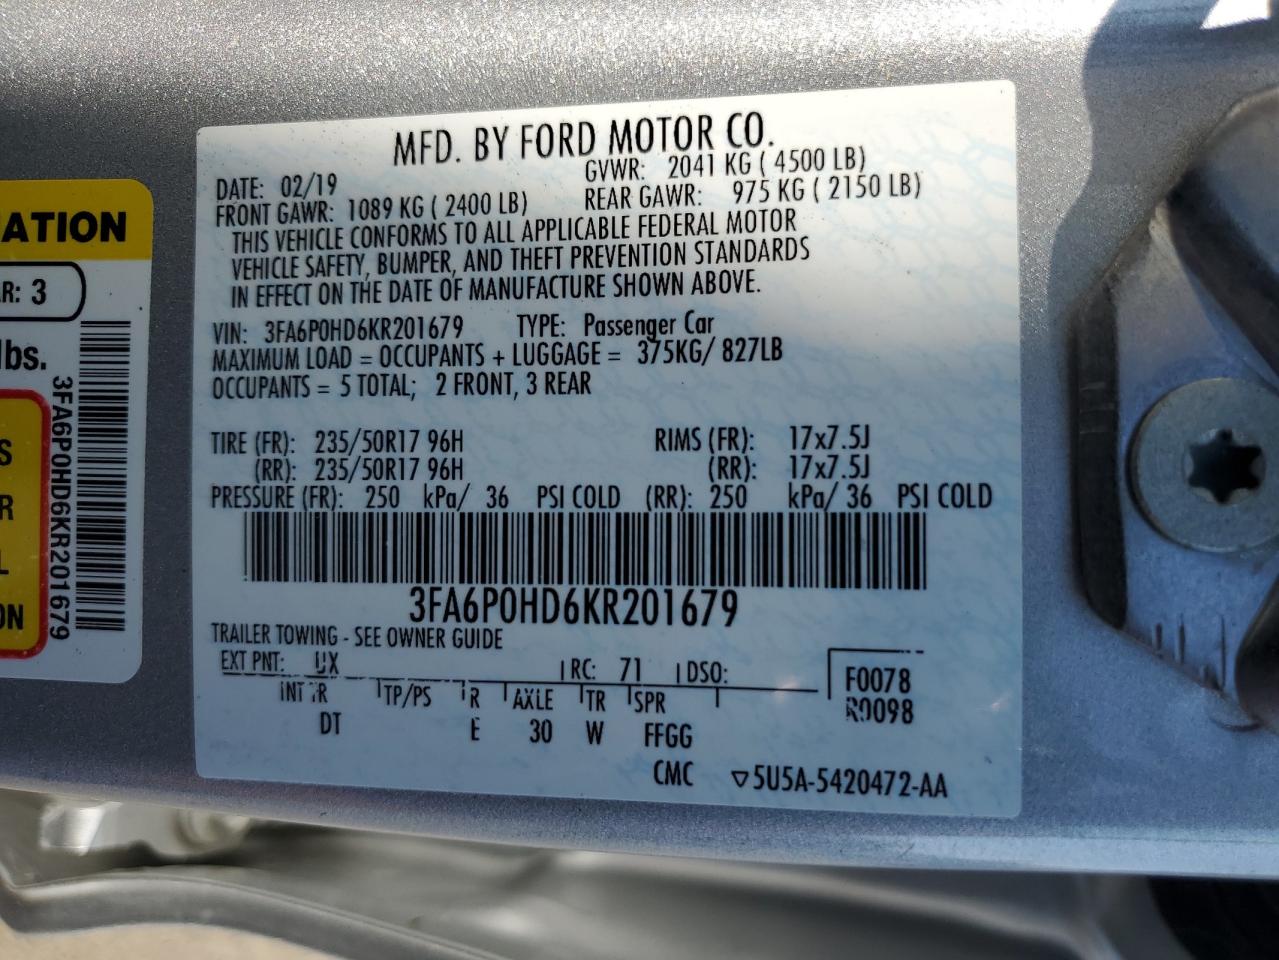 MFD. BY FORD MOTOR CO.
DATE: 02/19 GVWR: 2041 KG ( 4500 LB)
FRONT GAWR: 1089 KG ( 2400 LB) REAR GAWR: 975 KG ( 2150 LB)
THIS VEHICLE CONFORMS TO ALL APPLICABLE FEDERAL MOTOR
VEHICLE SAFETY, BUMPER, AND THEFT PREVENTION STANDARDS
IN EFFECT ON THE DATE OF MANUFACTURE SHOWN ABOVE.
VIN: 3FA6P0HD6KR201679 TYPE: Passenger Car
MAXIMUM LOAD = OCCUPANTS + LUGGAGE = 375KG/ 827LB
OCCUPANTS = 5 TOTAL; 2 FRONT, 3 REAR
TIRE (FR): 235/50R17 96H RIMS (FR): 17x7.5J
(RR): 235/50R17 96H (RR): 17x7.5J
PRESSURE (FR): 250 kPa/ 36 PSI COLD (RR): 250 kPa/ 36 PSI COLD
3FA6P0HD6KR201679
TRAILER TOWING - SEE OWNER GUIDE
EXT PNT: UX RC: 71 DSO: F0078
INT TR TP/PS R AXLE TR SPR R0098
DT E 30 W FFGG
CMC ▽5U5A-5420472-AA
ATION
AR: 3
lbs.
S
R
L
ON
3FA6P0HD6KR201679